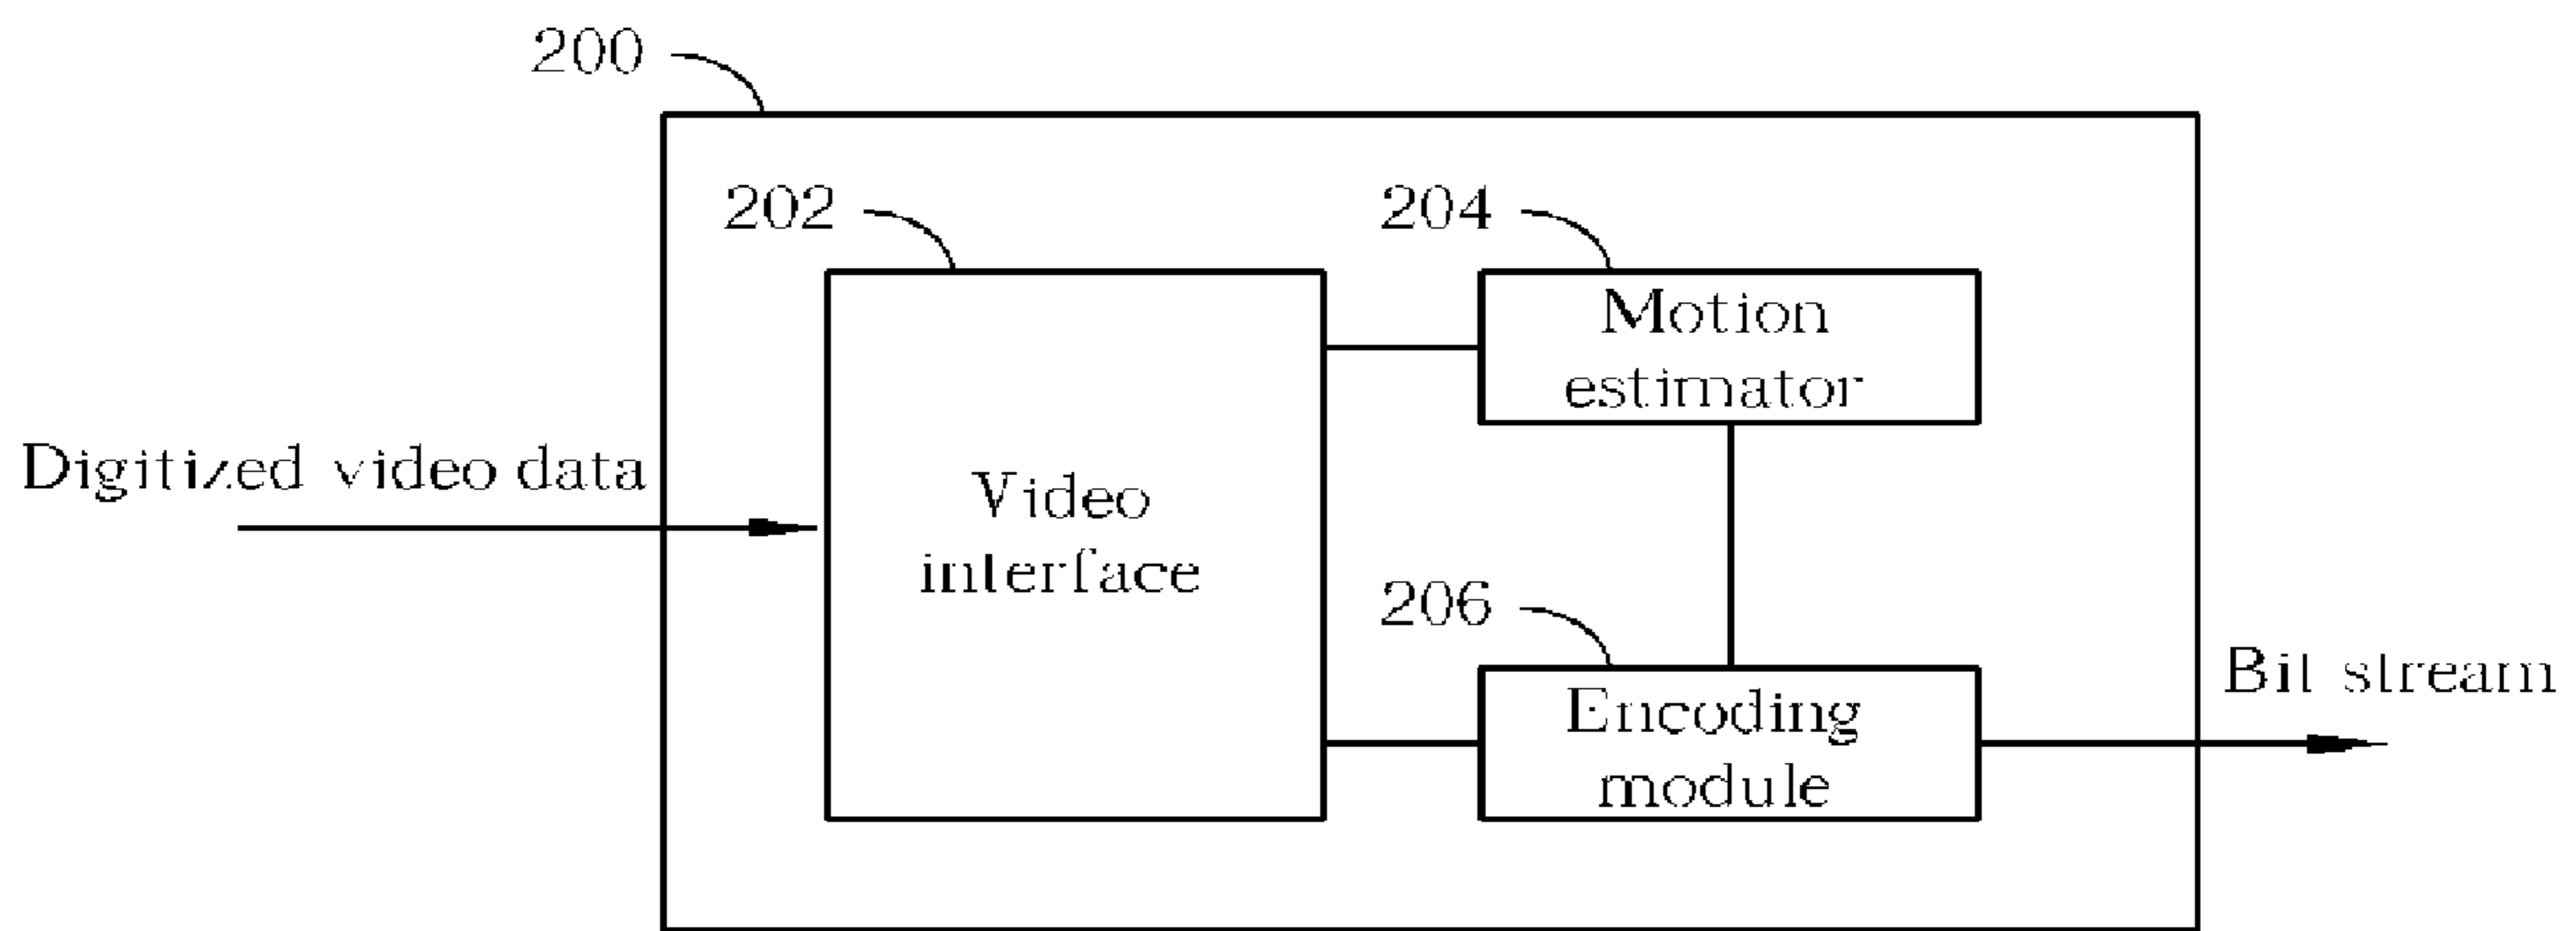 200
202
204
Motion
estimator
Digitized video data
Video
interface
206
Encoding
module
Bit stream